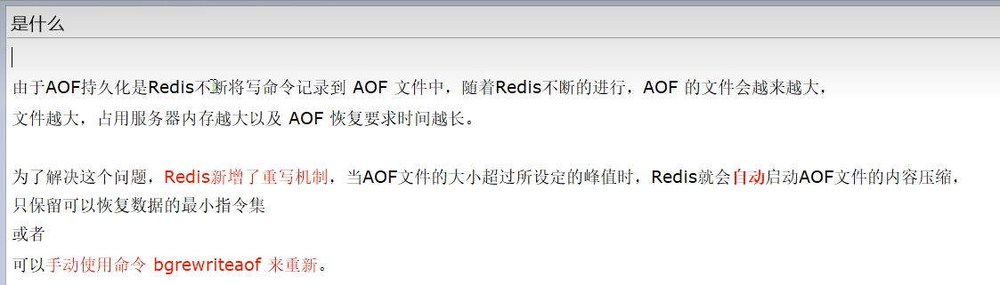 是什么
由于AOF持久化是Redis不断将写命令记录到 AOF 文件中，随着Redis不断的进行，AOF 的文件会越来越大，
文件越大，占用服务器内存越大以及 AOF 恢复要求时间越长。
为了解决这个问题，Redis新增了重写机制，当AOF文件的大小超过所设定的峰值时，Redis就会自动启动AOF文件的内容压缩，
只保留可以恢复数据的最小指令集
或者
可以手动使用命令 bgrewriteaof 来重新。